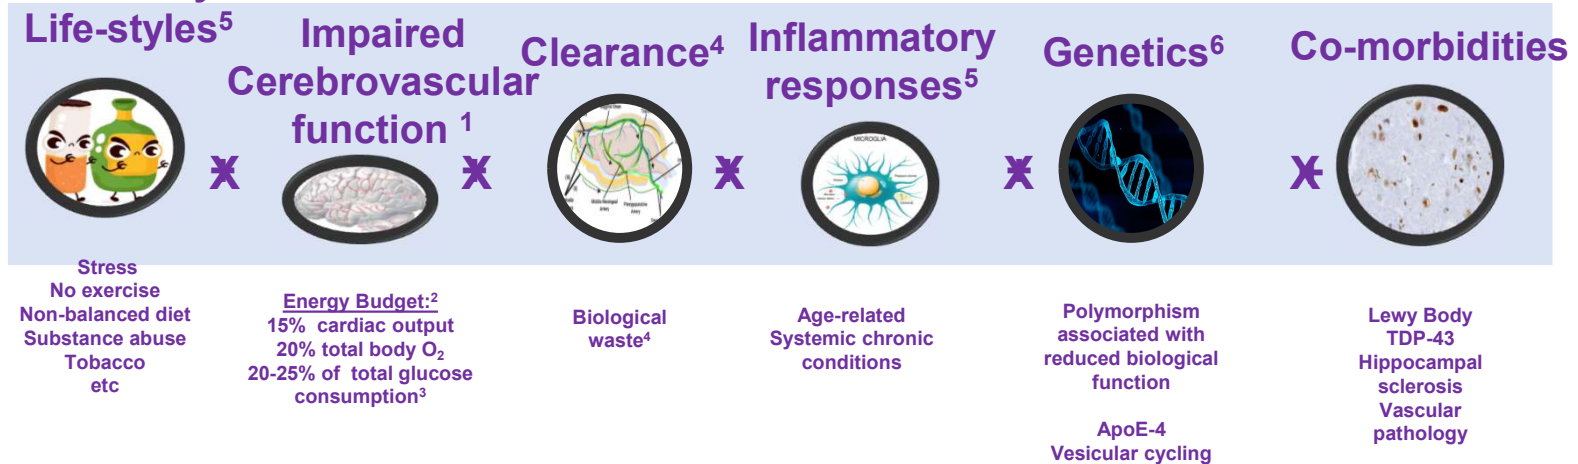 Life-styles⁵
Impaired
Cerebrovascular
function ¹
Clearance⁴
Inflammatory
responses⁵
Genetics⁶
Co-morbidities
X
X
X
MICROGLIA
X
X
Stress
No exercise
Non-balanced diet
Substance abuse
Tobacco
etc
Energy Budget:²
15% cardiac output
20% total body O₂
20-25% of total glucose
consumption³
Biological
waste⁴
Age-related
Systemic chronic
conditions
Polymorphism
associated with
reduced biological
function
ApoE-4
Vesicular cycling
Lewy Body
TDP-43
Hippocampal
sclerosis
Vascular
pathology